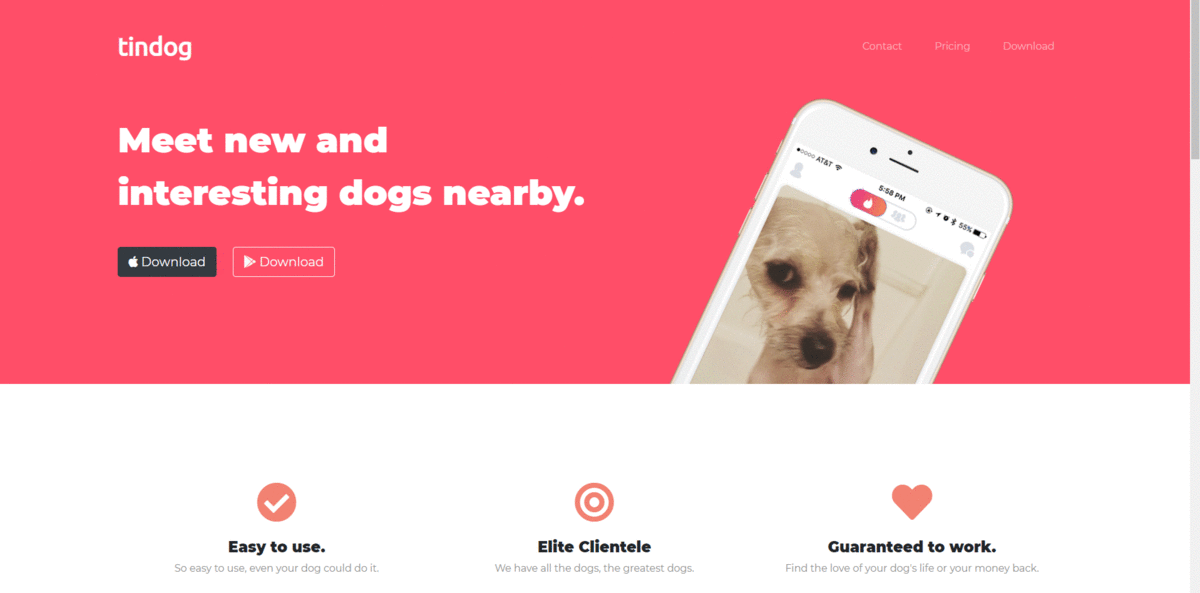 tindog
Contact Pricing Download
Meet new and
interesting dogs nearby.
Download Download
AT&T
5:58 PM
55%
Easy to use.
So easy to use, even your dog could do it.
Elite Clientele
We have all the dogs, the greatest dogs.
Guaranteed to work.
Find the love of your dog's life or your money back.